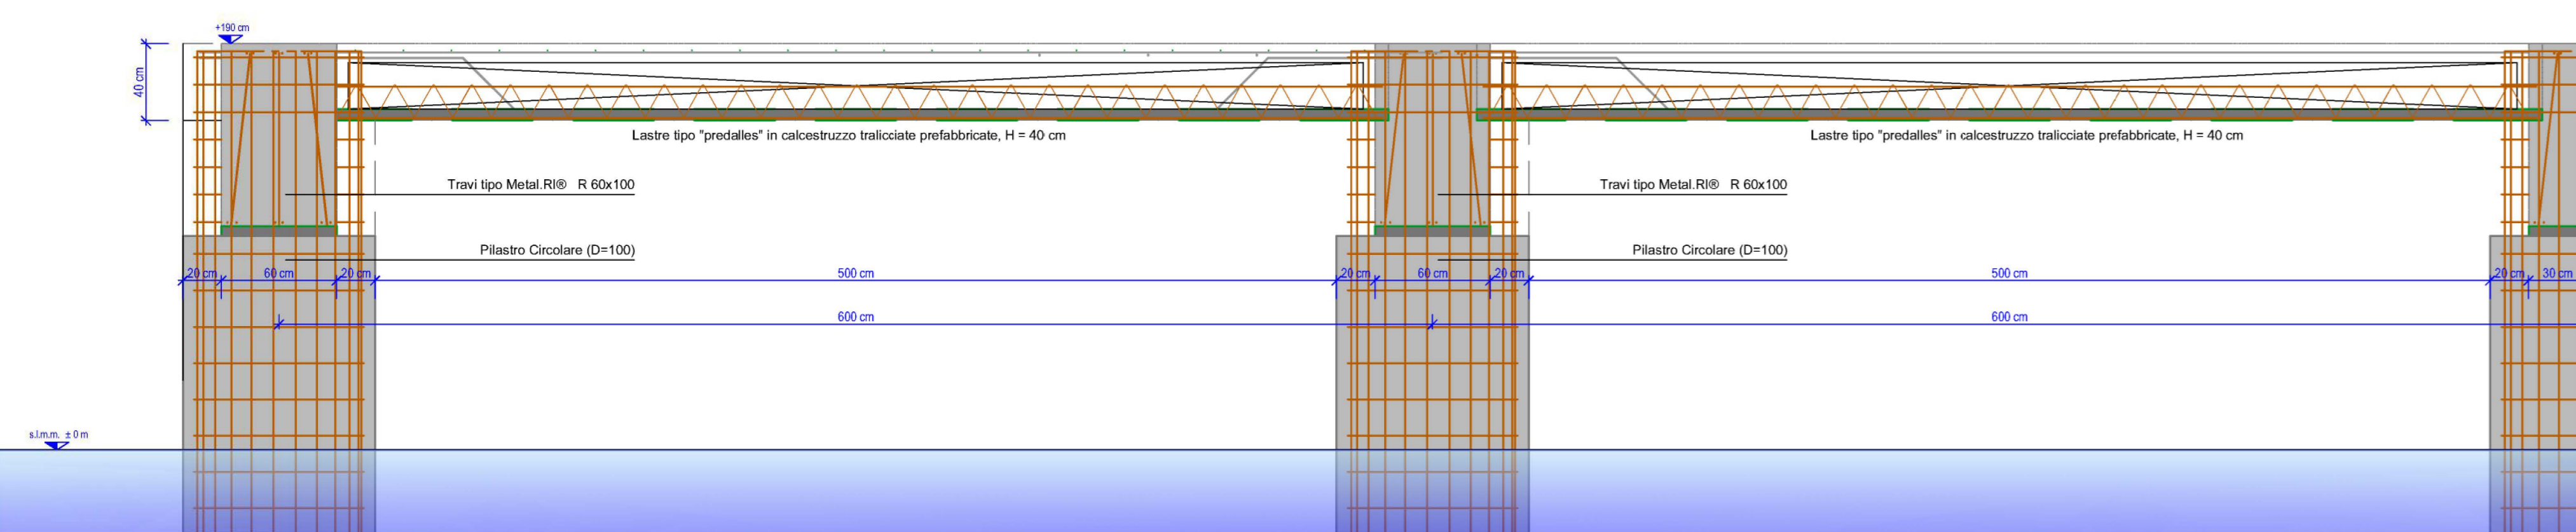 +190 cm
40 cm
Lastre tipo "predalles" in calcestruzzo tralicciate prefabbricate, H = 40 cm
Lastre tipo "predalles" in calcestruzzo tralicciate prefabbricate, H = 40 cm
Travi tipo Metal.RI® R 60x100
Travi tipo Metal.RI® R 60x100
Pilastro Circolare (D=100)
Pilastro Circolare (D=100)
20 cm 60 cm 20 cm 500 cm 20 cm 60 cm 20 cm 500 cm 20 cm 30 cm
600 cm 600 cm
s.l.m.m. ± 0 m